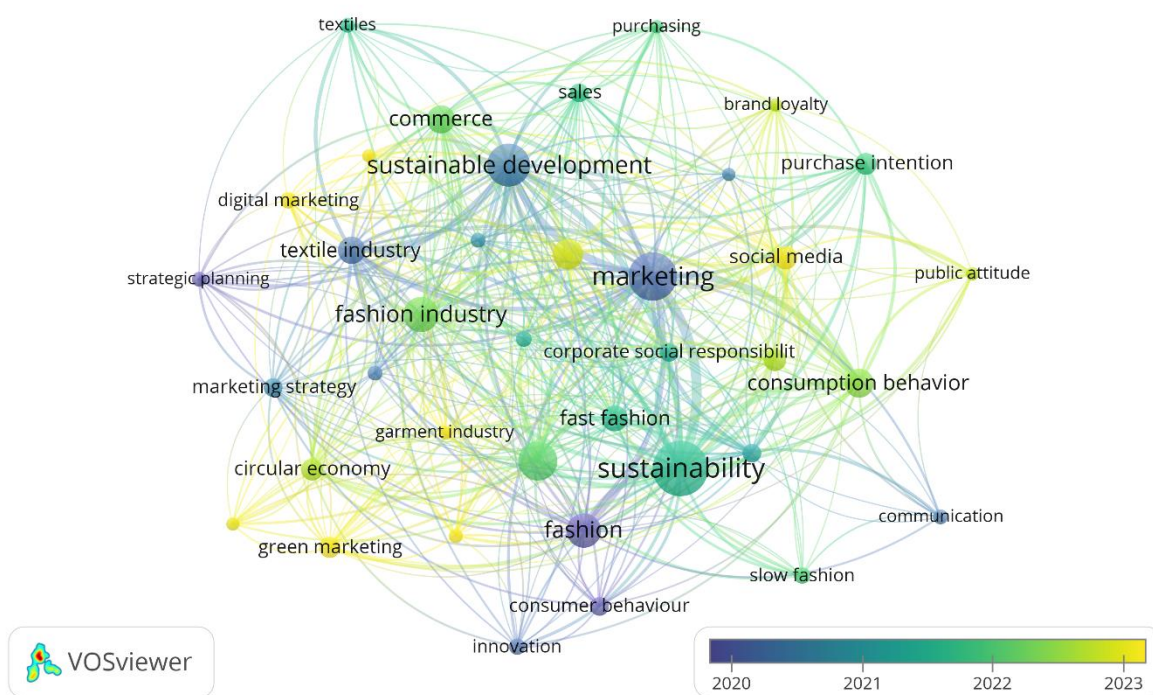 textiles
purchasing
sales
brand loyalty
commerce
sustainable development
purchase intention
digital marketing
textile industry
social media
strategic planning
marketing
public attitude
fashion industry
corporate social responsibilit
marketing strategy
consumption behavior
fast fashion
garment industry
circular economy
sustainability
communication
fashion
green marketing
slow fashion
consumer behaviour
innovation
VOSviewer
2020 2021 2022 2023